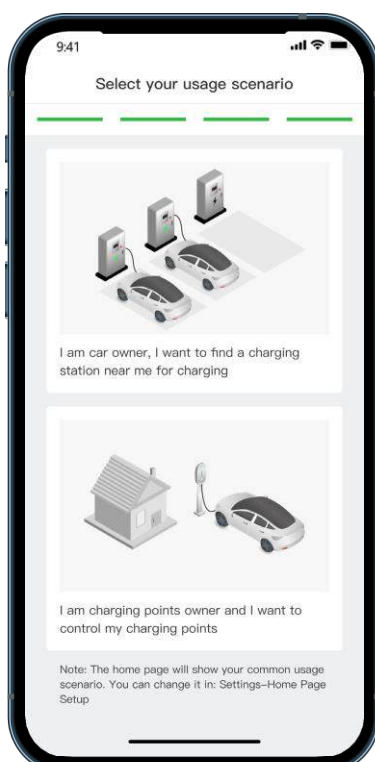 9:41
Select your usage scenario
I am car owner, I want to find a charging
station near me for charging
I am charging points owner and I want to
control my charging points
Note: The home page will show your common usage
scenario. You can change it in: Settings-Home Page
Setup